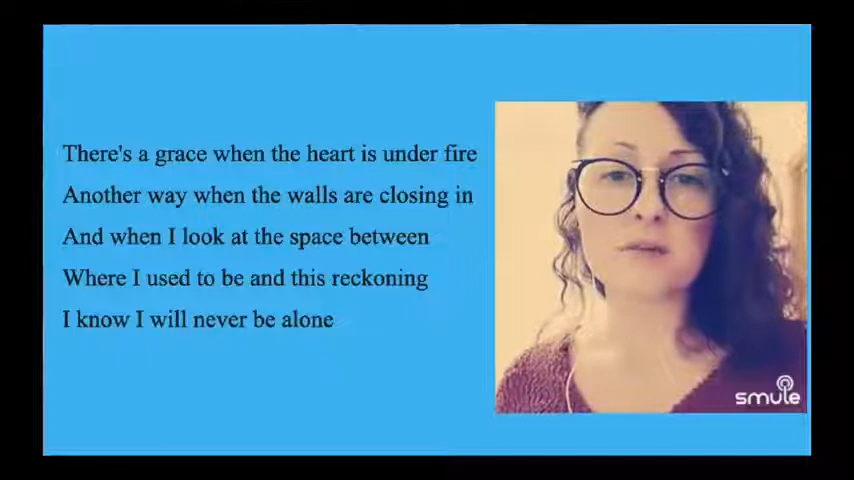 There's a grace when the heart is under fire
Another way when the walls are closing in
And when I look at the space between
Where I used to be and this reckoning
I know I will never be alone
smule